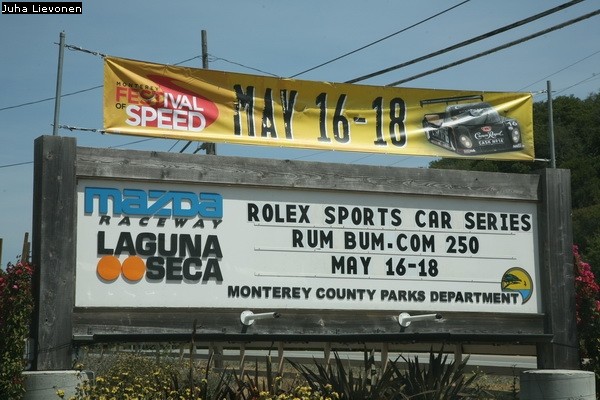 Juha Lievonen
MONTEREY
FESTIVAL
OF SPEED
MAY 16-18
MAZDA
RACEWAY
LAGUNA
SECA
ROLEX SPORTS CAR SERIES
RUM BUM.COM 250
MAY 16-18
MONTEREY COUNTY PARKS DEPARTMENT